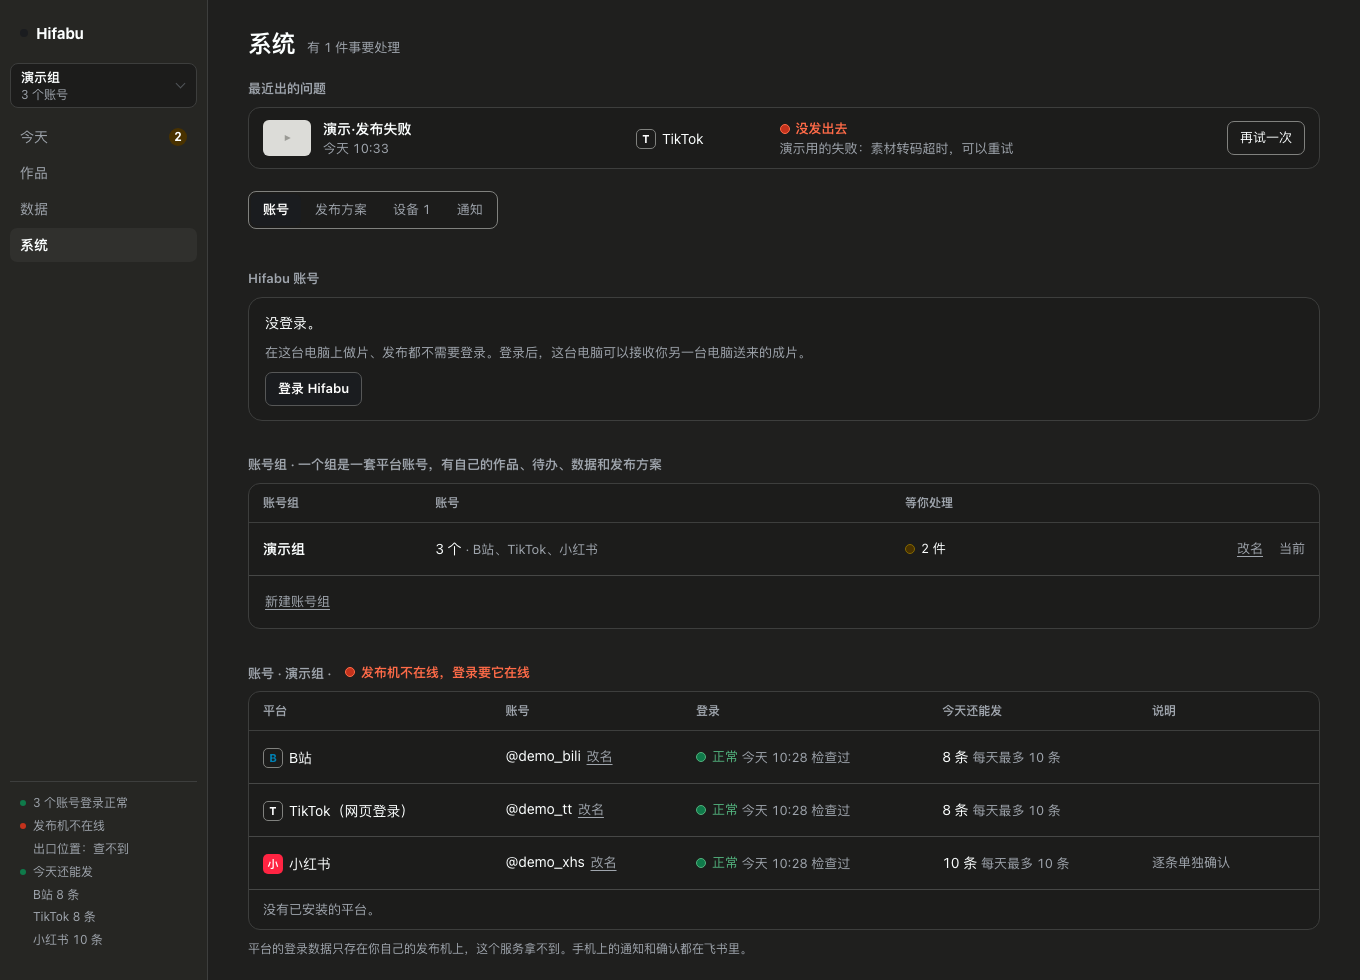 Hifabu
演示组
3 个账号
今天 2
作品
数据
系统
3 个账号登录正常
发布机不在线
出口位置：查不到
今天还能发
B站 8 条
TikTok 8 条
小红书 10 条
系统 有 1 件事要处理
最近出的问题
演示·发布失败
今天 10:33
T TikTok
没发出去
演示用的失败：素材转码超时，可以重试
再试一次
账号 发布方案 设备 1 通知
Hifabu 账号
没登录。
在这台电脑上做片、发布都不需要登录。登录后，这台电脑可以接收你另一台电脑送来的成片。
登录 Hifabu
账号组 · 一个组是一套平台账号，有自己的作品、待办、数据和发布方案
账号组 账号 等你处理
演示组 3 个 · B站、TikTok、小红书 2 件 改名 当前
新建账号组
账号 · 演示组 · 发布机不在线，登录要它在线
平台 账号 登录 今天还能发 说明
B B站 @demo_bili 改名 正常 今天 10:28 检查过 8 条 每天最多 10 条
T TikTok（网页登录） @demo_tt 改名 正常 今天 10:28 检查过 8 条 每天最多 10 条
小 小红书 @demo_xhs 改名 正常 今天 10:28 检查过 10 条 每天最多 10 条 逐条单独确认
没有已安装的平台。
平台的登录数据只存在你自己的发布机上，这个服务拿不到。手机上的通知和确认都在飞书里。